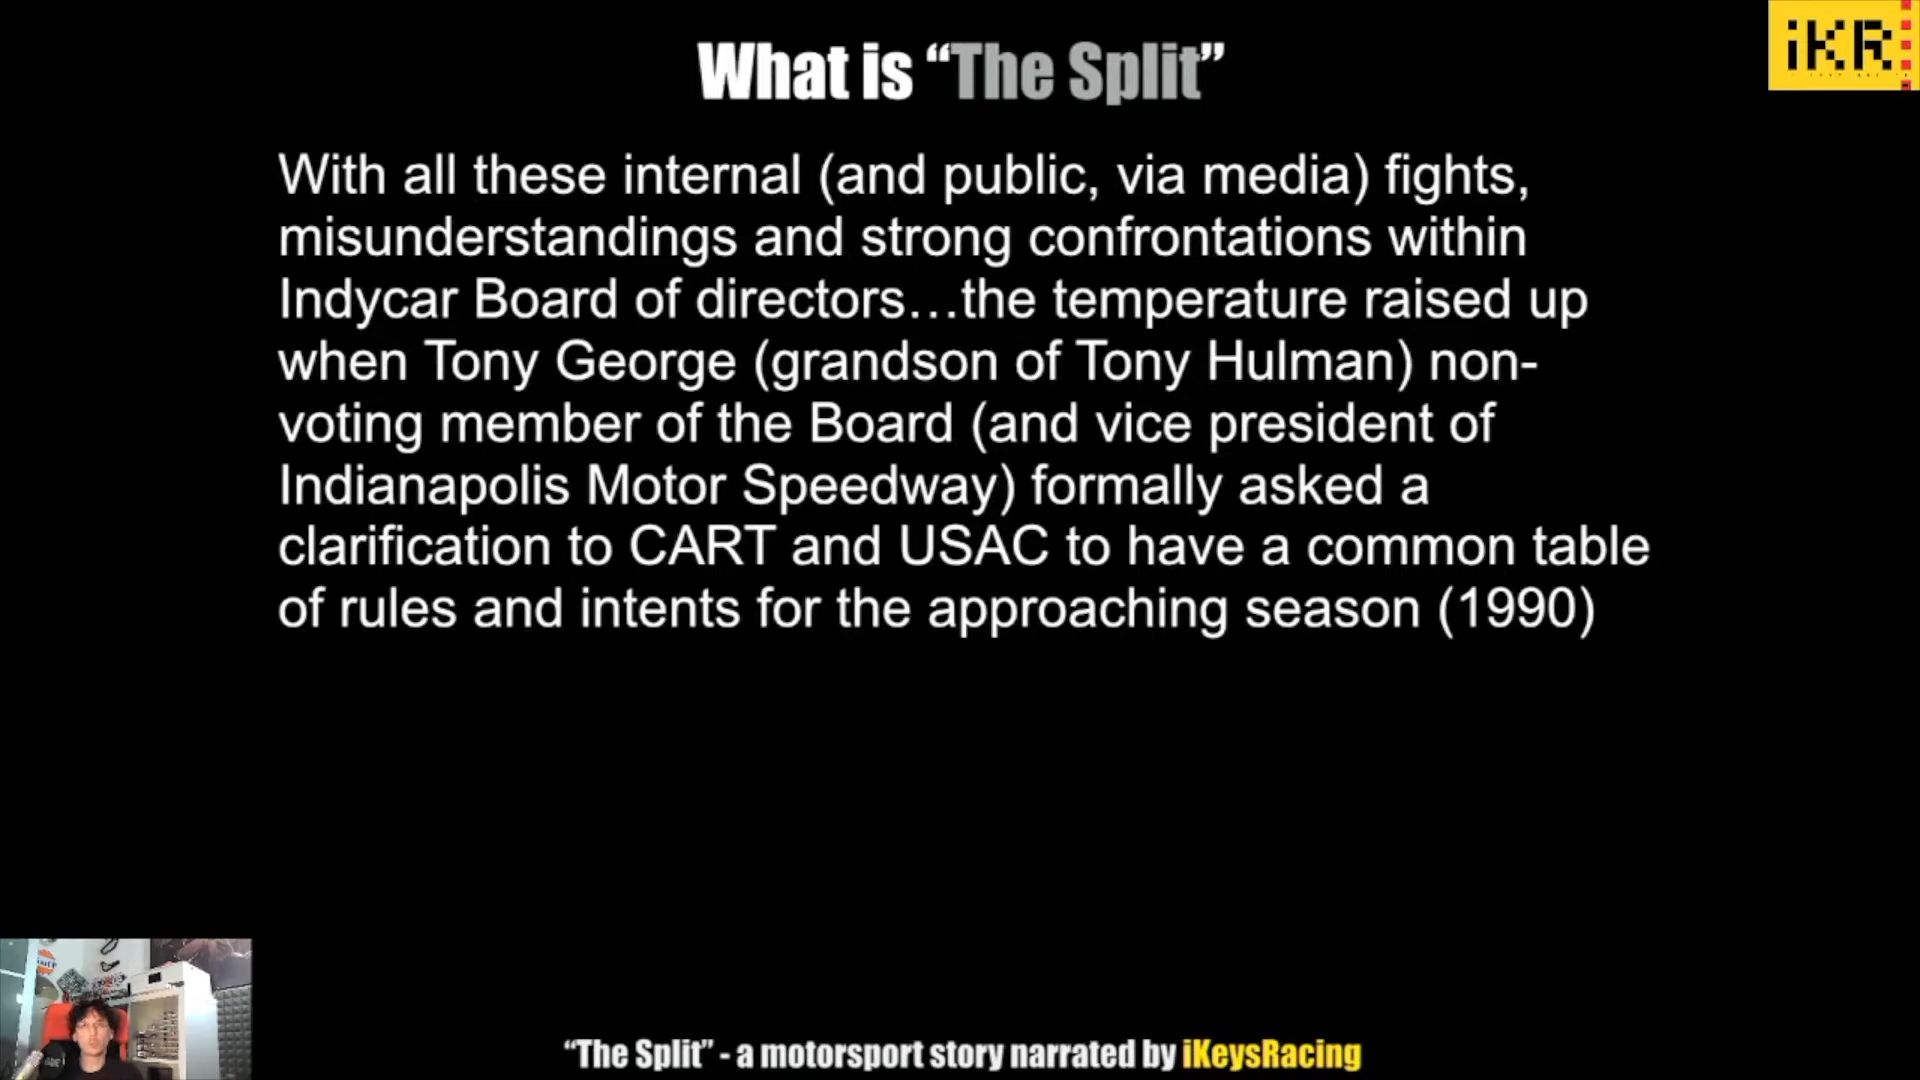 What is “The Split”
iKR
With all these internal (and public, via media) fights,
misunderstandings and strong confrontations within
Indycar Board of directors…the temperature raised up
when Tony George (grandson of Tony Hulman) non-
voting member of the Board (and vice president of
Indianapolis Motor Speedway) formally asked a
clarification to CART and USAC to have a common table
of rules and intents for the approaching season (1990)
“The Split” - a motorsport story narrated by iKeysRacing